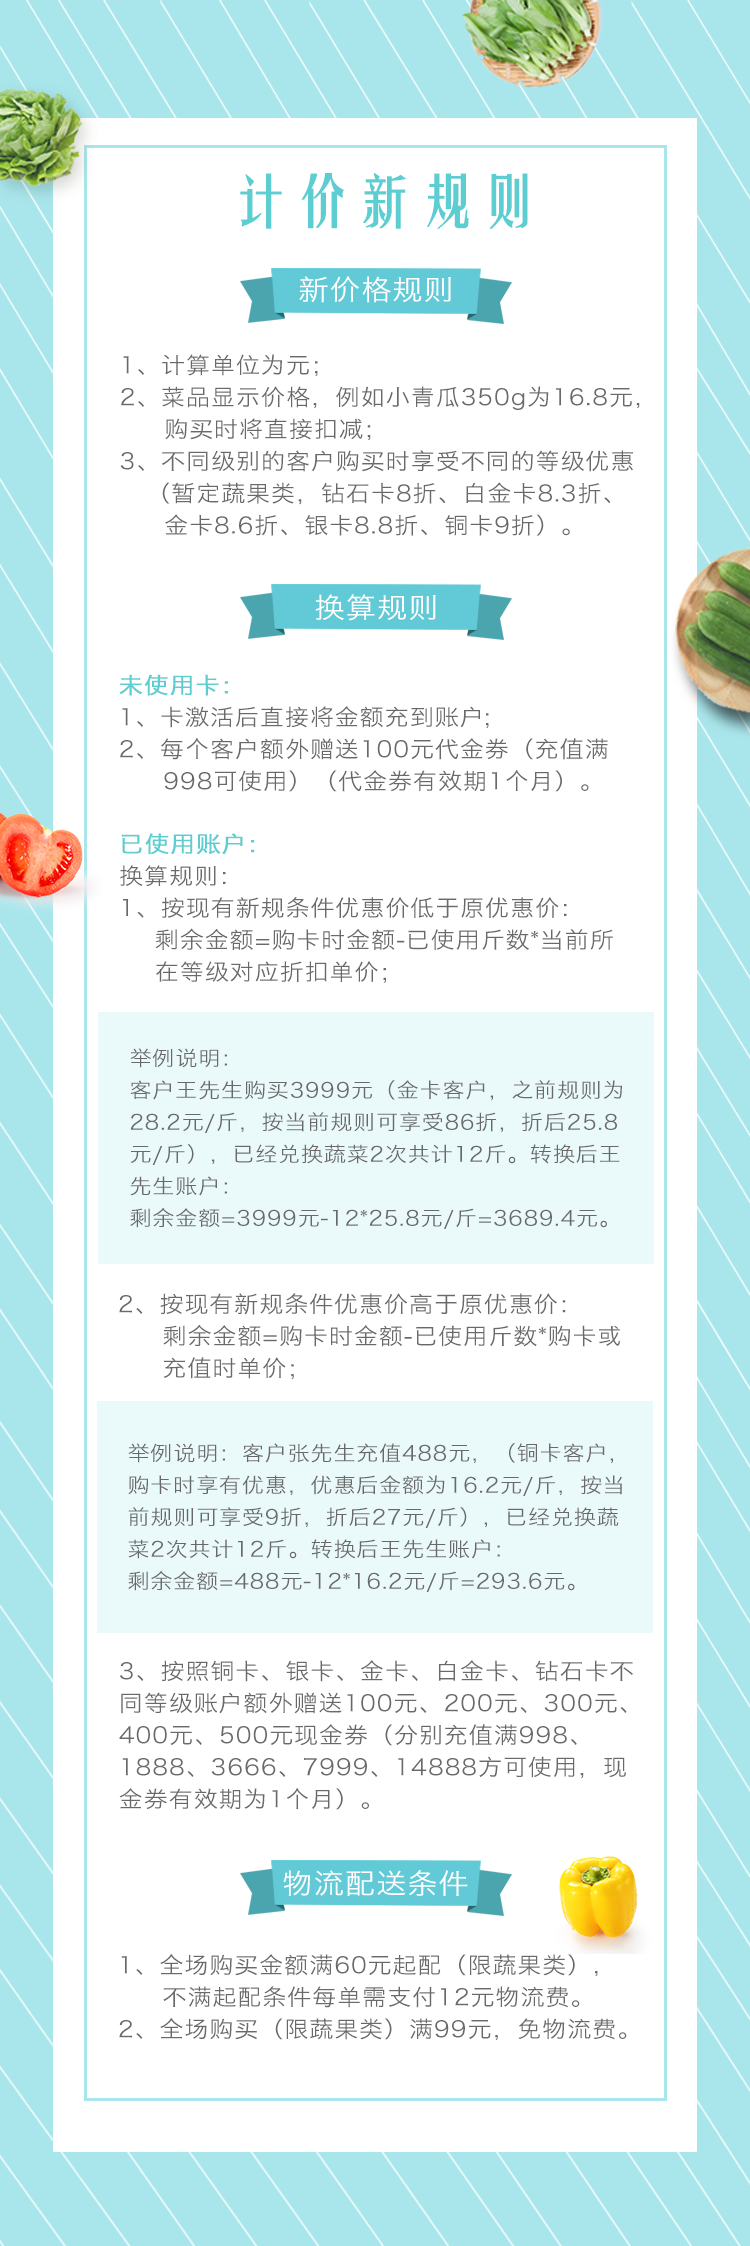 计价新规则
新价格规则
1、计算单位为元；
2、菜品显示价格，例如小青瓜350g为16.8元，
购买时将直接扣减；
3、不同级别的客户购买时享受不同的等级优惠
（暂定蔬果类，钻石卡8折、白金卡8.3折、
金卡8.6折、银卡8.8折、铜卡9折）。
换算规则
未使用卡：
1、卡激活后直接将金额充到账户;
2、每个客户额外赠送100元代金券（充值满
998可使用）（代金券有效期1个月）。
已使用账户：
换算规则：
1、按现有新规条件优惠价低于原优惠价：
剩余金额=购卡时金额-已使用斤数*当前所
在等级对应折扣单价；
举例说明：
客户王先生购买3999元（金卡客户，之前规则为
28.2元/斤，按当前规则可享受86折，折后25.8
元/斤），已经兑换蔬菜2次共计12斤。转换后王
先生账户：
剩余金额=3999元-12*25.8元/斤=3689.4元。
2、按现有新规条件优惠价高于原优惠价：
剩余金额=购卡时金额-已使用斤数*购卡或
充值时单价；
举例说明：客户张先生充值488元，（铜卡客户，
购卡时享有优惠，优惠后金额为16.2元/斤，按当
前规则可享受9折，折后27元/斤），已经兑换蔬
菜2次共计12斤。转换后王先生账户：
剩余金额=488元-12*16.2元/斤=293.6元。
3、按照铜卡、银卡、金卡、白金卡、钻石卡不
同等级账户额外赠送100元、200元、300元、
400元、500元现金券（分别充值满998、
1888、3666、7999、14888方可使用，现
金券有效期为1个月）。
物流配送条件
1、全场购买金额满60元起配（限蔬果类），
不满起配条件每单需支付12元物流费。
2、全场购买（限蔬果类）满99元，免物流费。